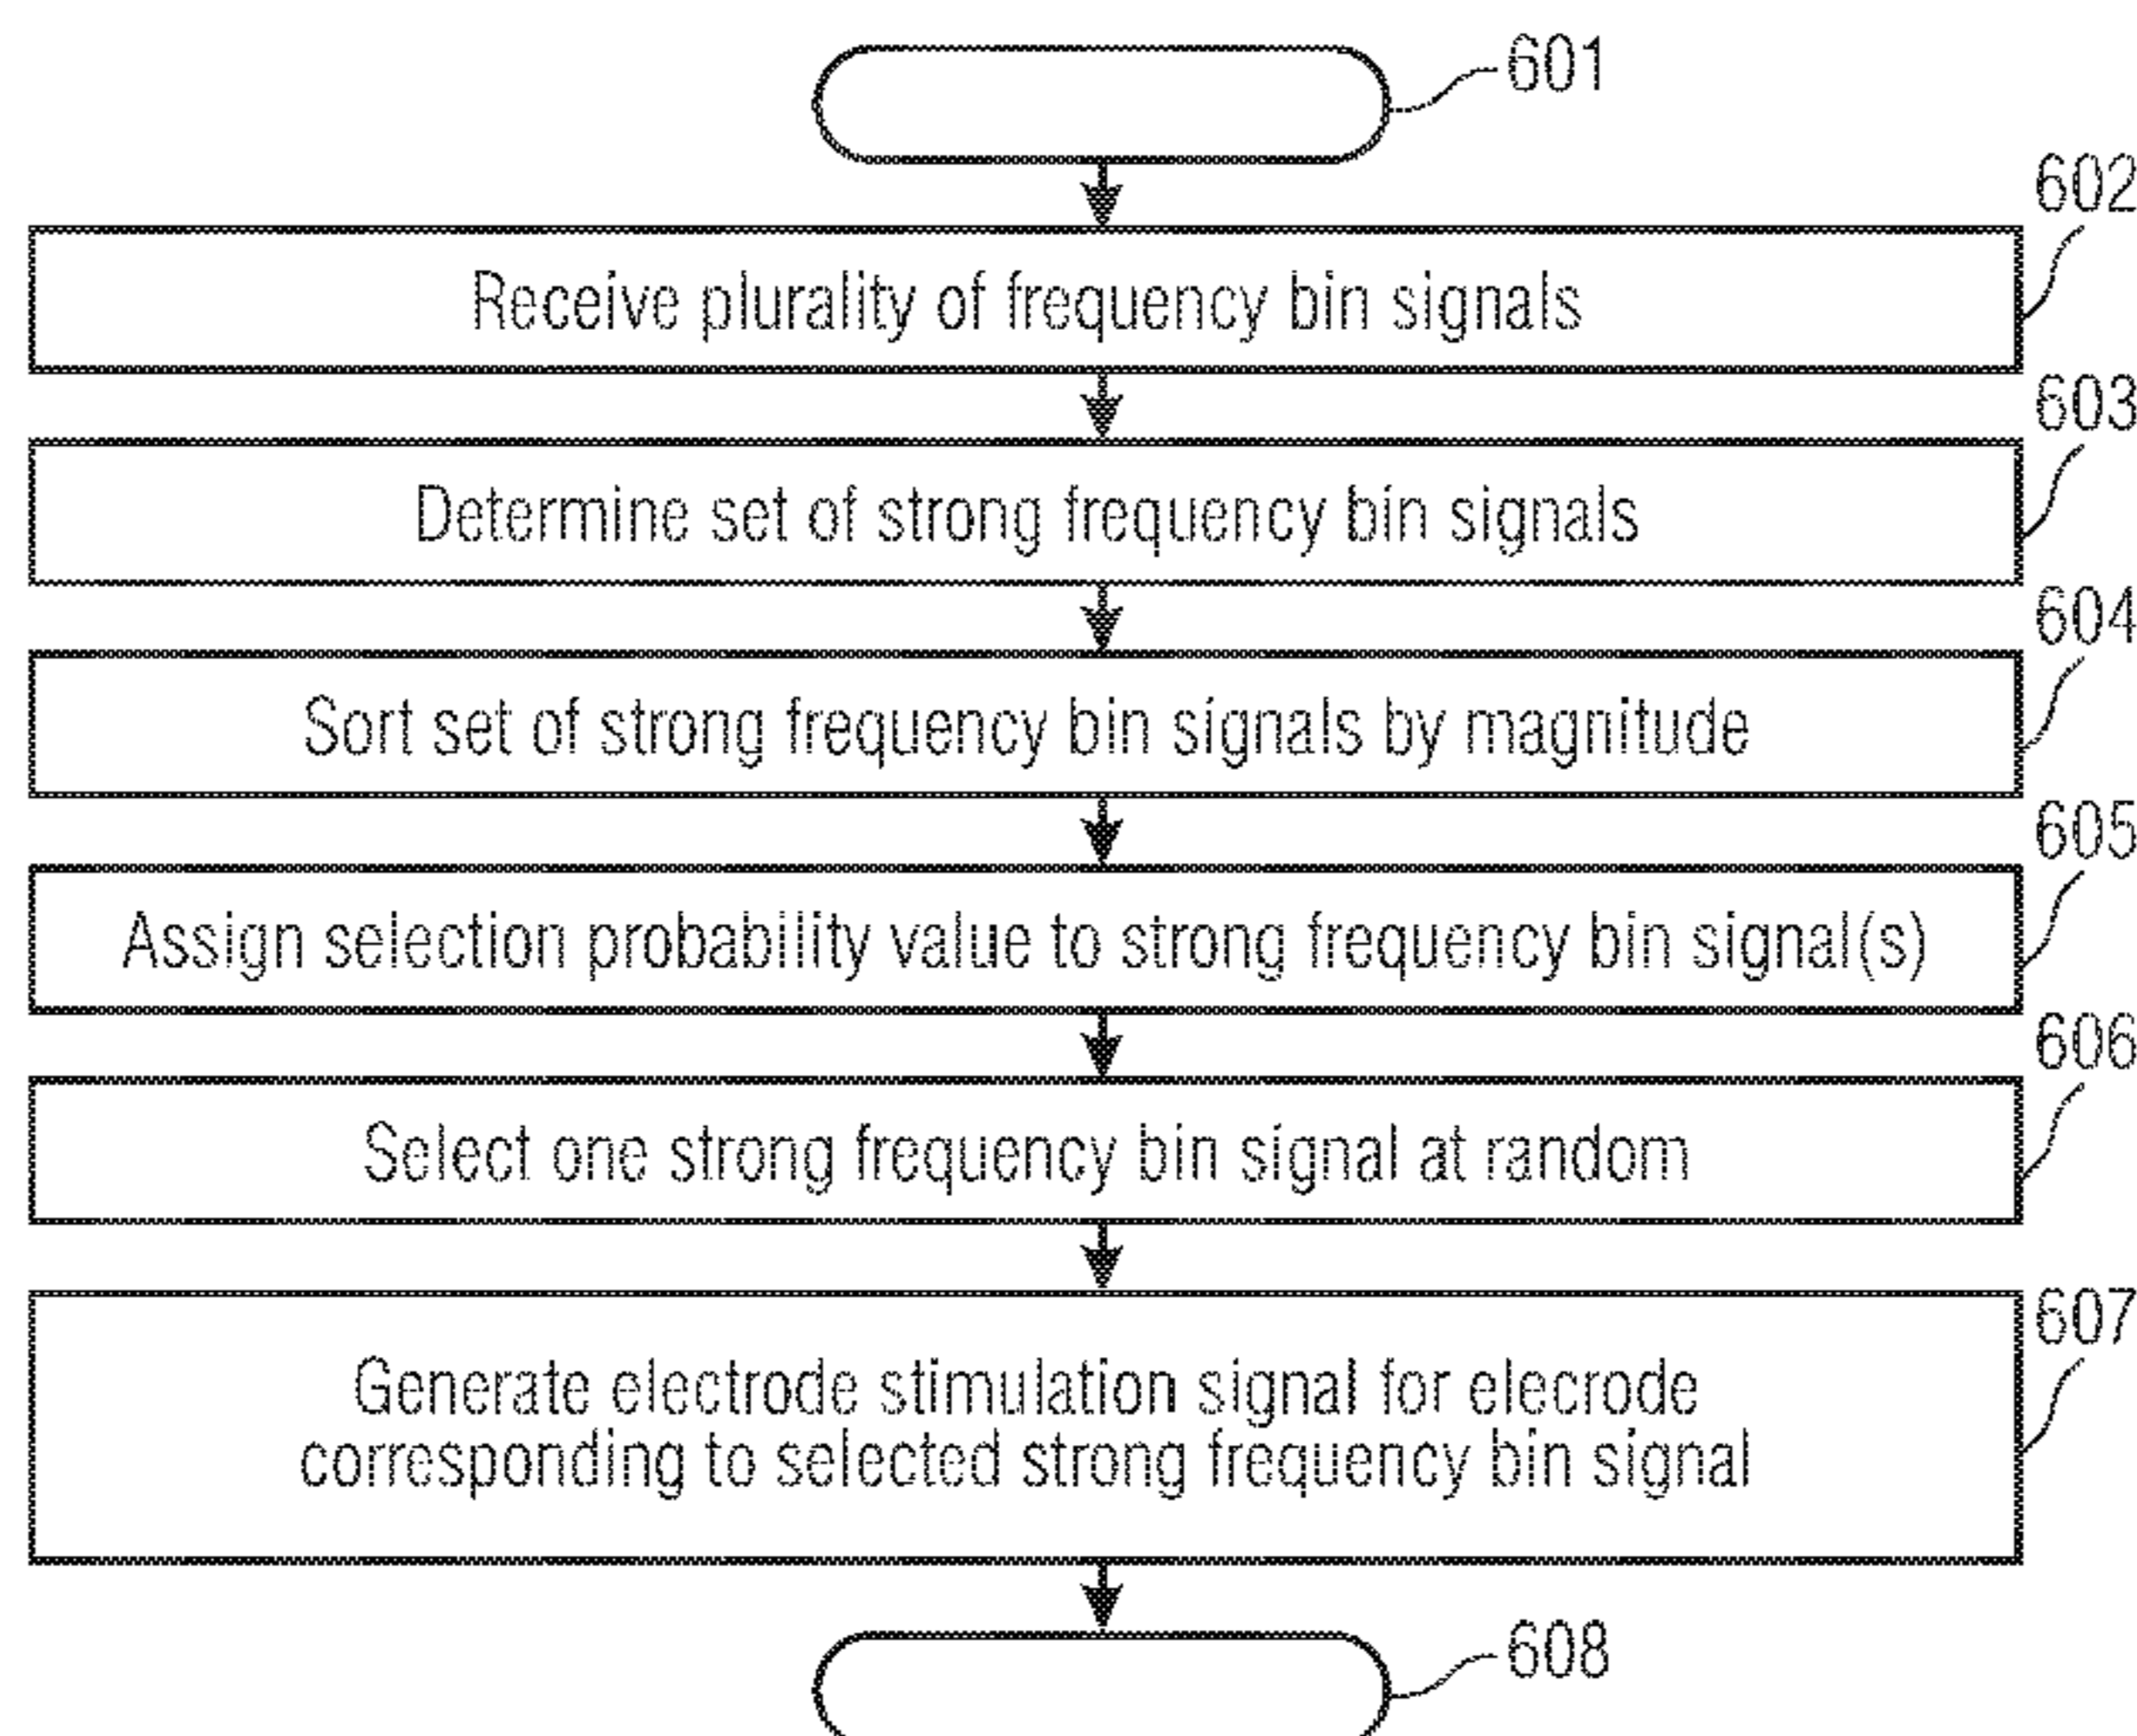 601
602
Receive plurality of frequency bin signals
603
Determine set of strong frequency bin signals
604
Sort set of strong frequency bin signals by magnitude
605
Assign selection probability value to strong frequency bin signal(s)
606
Select one strong frequency bin signal at random
607
Generate electrode stimulation signal for elecrode
corresponding to selected strong frequency bin signal
608